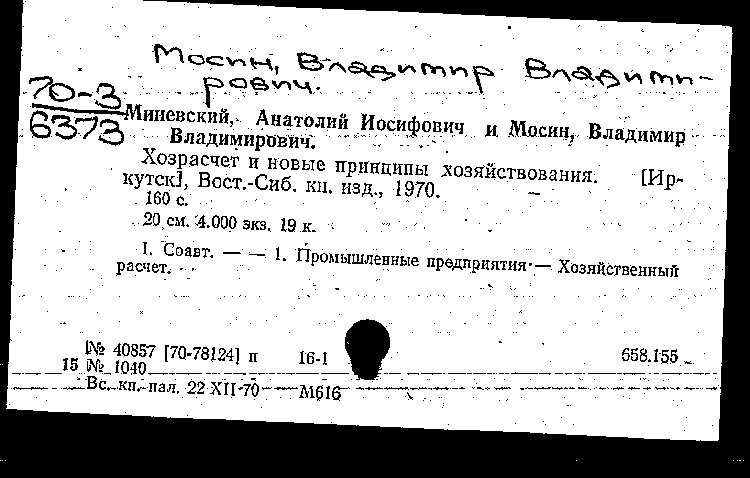 Мосин, Владимир Владими-
рович.
70-3
6373
Миневский, Анатолий Иосифович и Мосин, Владимир
Владимирович.
Хозрасчет и новые принципы хозяйствования. [Ир-
кутск], Вост.-Сиб. кн. изд., 1970.
160 с.
20 см. 4.000 экз. 19 к.
I. Соавт. — — 1. Промышленные предприятия — Хозяйственный
расчет.
№ 40857 [70-78124] п 16-1 658.155
15 № 1040
Вс. кн. пал. 22 XII-70 М616